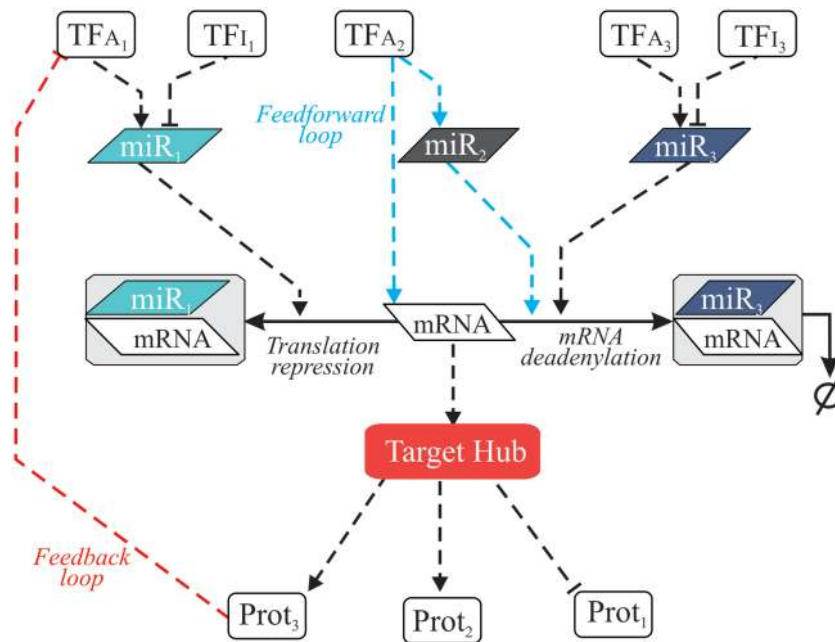 TFA₁
TFI₁
TFA₂
TFA₃
TFI₃
Feedforward
loop
miR₁
miR₂
miR₃
miR₁
mRNA
mRNA
miR₃
mRNA
Translation
repression
mRNA
deadenylation
Ø
Target Hub
Feedback
loop
Prot₃
Prot₂
Prot₁